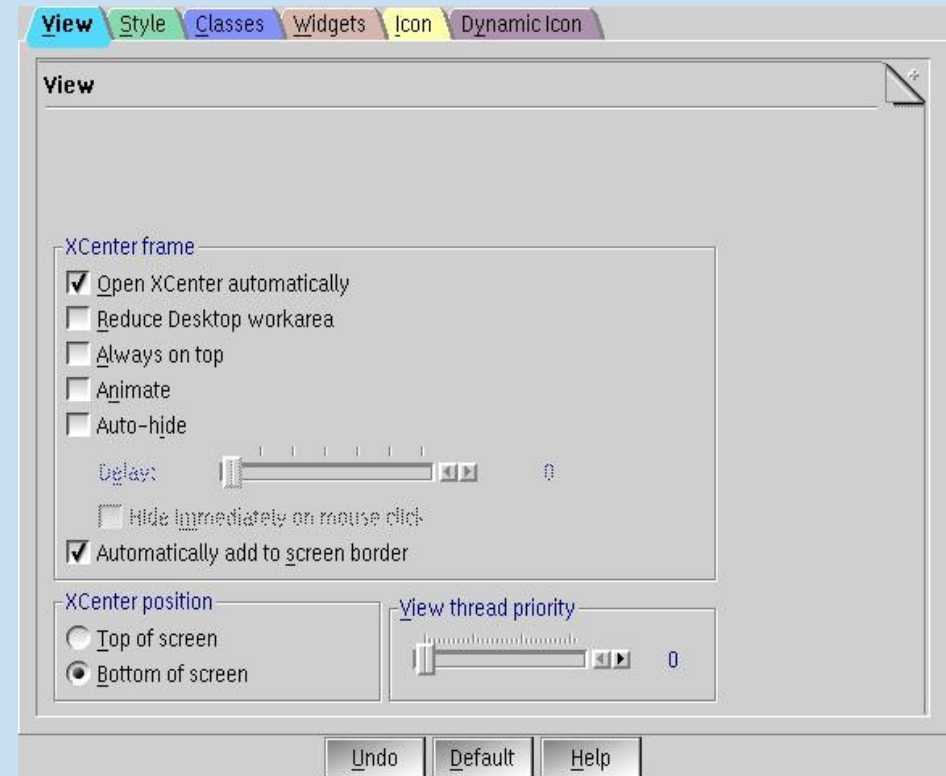 View Style Classes Widgets Icon Dynamic Icon
View
XCenter frame
Open XCenter automatically
Reduce Desktop workarea
Always on top
Animate
Auto-hide
Delay: 0
Hide immediately on mouse click
Automatically add to screen border
XCenter position
Top of screen
Bottom of screen
View thread priority
0
Undo Default Help